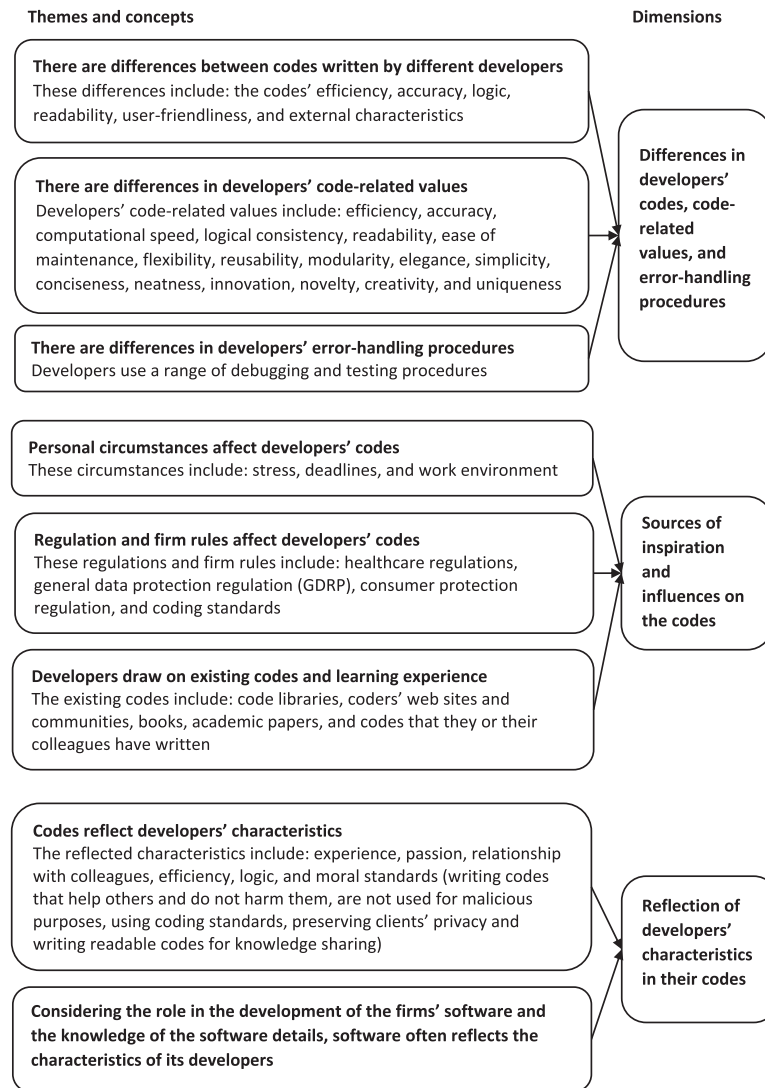 Themes and concepts
Dimensions
There are differences between codes written by different developers
These differences include: the codes’ efficiency, accuracy, logic,
readability, user-friendliness, and external characteristics
There are differences in developers’ code-related values
Developers’ code-related values include: efficiency, accuracy,
computational speed, logical consistency, readability, ease of
maintenance, flexibility, reusability, modularity, elegance, simplicity,
conciseness, neatness, innovation, novelty, creativity, and uniqueness
There are differences in developers’ error-handling procedures
Developers use a range of debugging and testing procedures
Differences in
developers’
codes, code-
related
values, and
error-handling
procedures
Personal circumstances affect developers’ codes
These circumstances include: stress, deadlines, and work environment
Regulation and firm rules affect developers’ codes
These regulations and firm rules include: healthcare regulations,
general data protection regulation (GDRP), consumer protection
regulation, and coding standards
Developers draw on existing codes and learning experience
The existing codes include: code libraries, coders’ web sites and
communities, books, academic papers, and codes that they or their
colleagues have written
Sources of
inspiration
and
influences on
the codes
Codes reflect developers’ characteristics
The reflected characteristics include: experience, passion, relationship
with colleagues, efficiency, logic, and moral standards (writing codes
that help others and do not harm them, are not used for malicious
purposes, using coding standards, preserving clients’ privacy and
writing readable codes for knowledge sharing)
Considering the role in the development of the firms’ software and
the knowledge of the software details, software often reflects the
characteristics of its developers
Reflection of
developers’
characteristics
in their codes